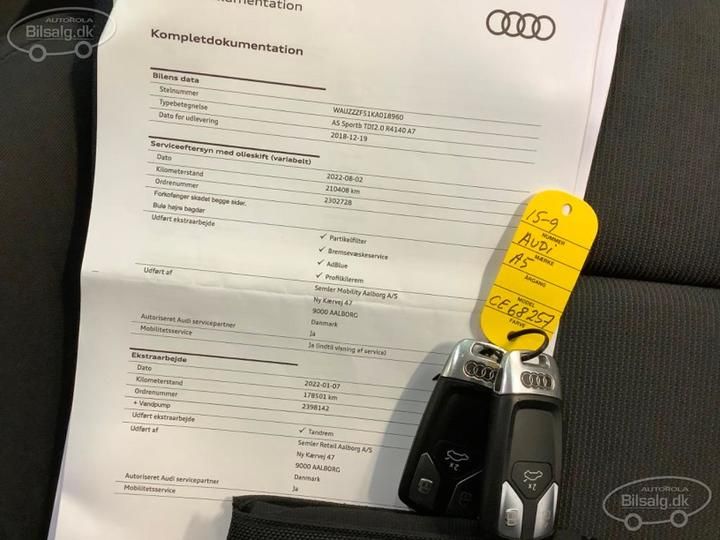 AUTOROLA
Bilsalg.dk
kumentation
Kompletdokumentation
Bilens data
Stelnummer WAUZZZF51KA018960
Typebetegnelse A5 Sportb TDI2.0 R4140 A7
Dato for udlevering 2018-12-19
Serviceeftersyn med olieskift (variabelt)
Dato 2022-08-02
Kilometerstand 210408 km
Ordrenummer 2302728
Forkofanger skadet begge sider.
Bule højre bagdør
Udført ekstraarbejde ✓ Partikelfilter
✓ Bremsevæskeservice
✓ AdBlue
✓ Profilkilerem
Udført af Semler Mobility Aalborg A/S
Ny Kærvej 47
9000 AALBORG
Danmark
Autoriseret Audi servicepartner Ja
Mobilitetsservice Ja (indtil visning af service)
Ekstraarbejde
Dato 2022-01-07
Kilometerstand 178501 km
Ordrenummer 2398142
+ Vandpump
Udført ekstraarbejde ✓ Tandrem
Udført af Semler Retail Aalborg A/S
Ny Kærvej 47
9000 AALBORG
Danmark
Autoriseret Audi servicepartner Ja
Mobilitetsservice
15-9
NUMMER
AUDi
MÆRKE
A5
ÅRGANG
MODEL
CE68257
FARVE
2x
2x
AUTOROLA
Bilsalg.dk